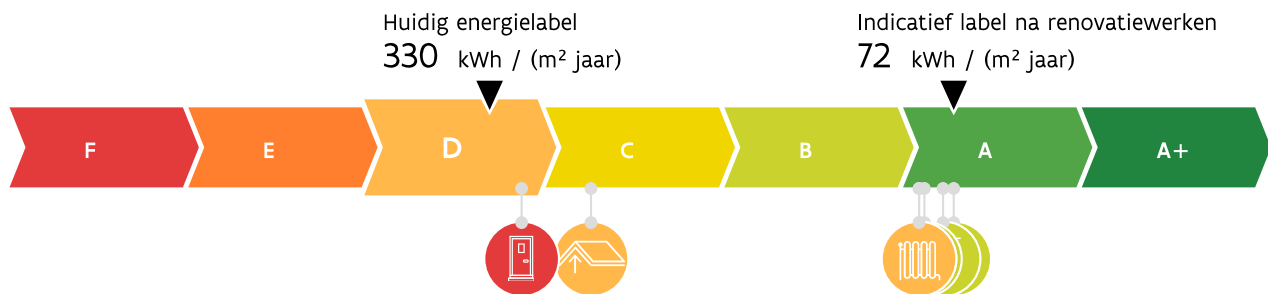 Huidig energielabel
330 kWh / (m² jaar)
Indicatief label na renovatiewerken
72 kWh / (m² jaar)
F E D C B A A+